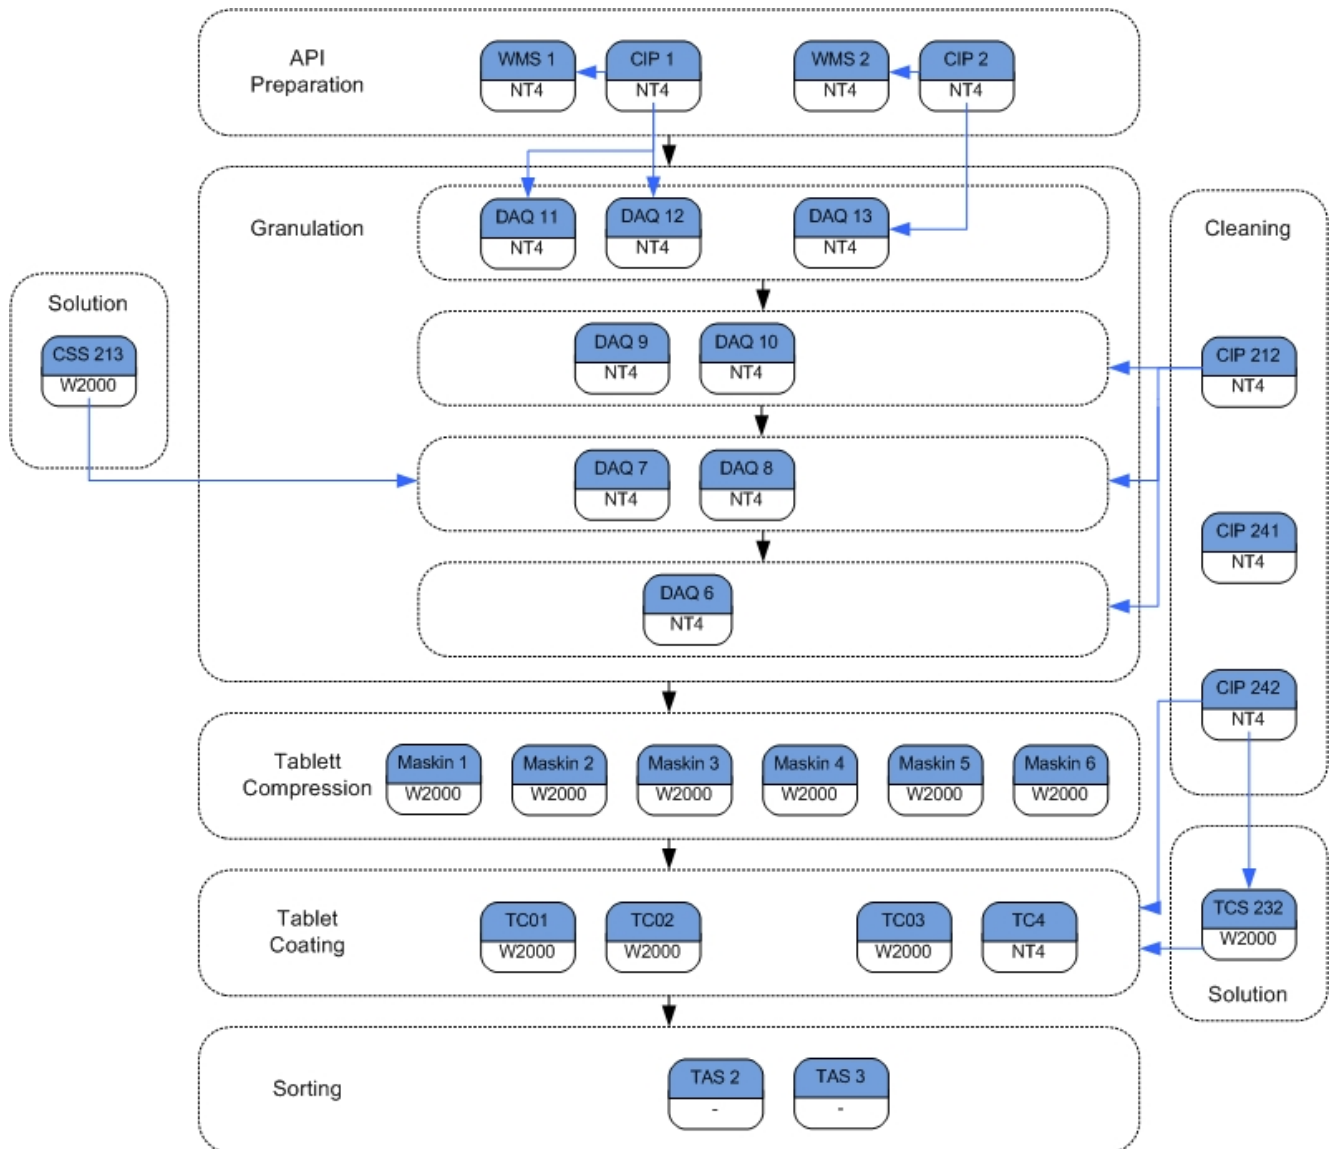 API
Preparation
WMS 1
NT4
CIP 1
NT4
WMS 2
NT4
CIP 2
NT4
Granulation
DAQ 11
NT4
DAQ 12
NT4
DAQ 13
NT4
DAQ 9
NT4
DAQ 10
NT4
DAQ 7
NT4
DAQ 8
NT4
DAQ 6
NT4
Solution
CSS 213
W2000
Cleaning
CIP 212
NT4
CIP 241
NT4
CIP 242
NT4
Tablett
Compression
Maskin 1
W2000
Maskin 2
W2000
Maskin 3
W2000
Maskin 4
W2000
Maskin 5
W2000
Maskin 6
W2000
Tablet
Coating
TC01
W2000
TC02
W2000
TC03
W2000
TC4
NT4
TCS 232
W2000
Solution
Sorting
TAS 2
-
TAS 3
-